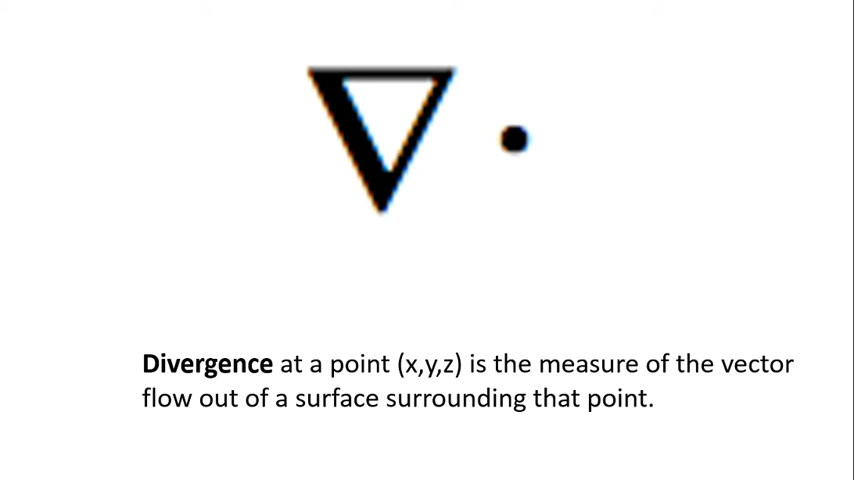 ∇ ·
Divergence at a point (x,y,z) is the measure of the vector
flow out of a surface surrounding that point.